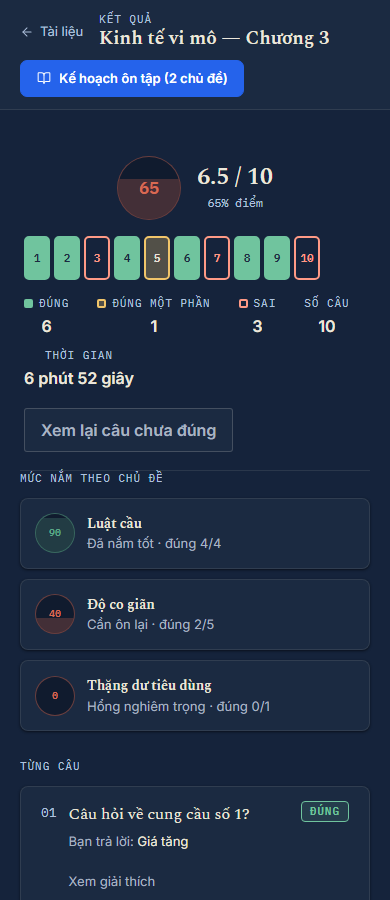 KẾT QUẢ
← Tài liệu
Kinh tế vi mô — Chương 3
Kế hoạch ôn tập (2 chủ đề)
65
6.5 / 10
65% điểm
1 2 3 4 5 6 7 8 9 10
ĐÚNG ĐÚNG MỘT PHẦN SAI SỐ CÂU
6 1 3 10
THỜI GIAN
6 phút 52 giây
Xem lại câu chưa đúng
MỨC NẮM THEO CHỦ ĐỀ
90
Luật cầu
Đã nắm tốt · đúng 4/4
40
Độ co giãn
Cần ôn lại · đúng 2/5
0
Thặng dư tiêu dùng
Hổng nghiêm trọng · đúng 0/1
TỪNG CÂU
01 Câu hỏi về cung cầu số 1? ĐÚNG
Bạn trả lời: Giá tăng
Xem giải thích